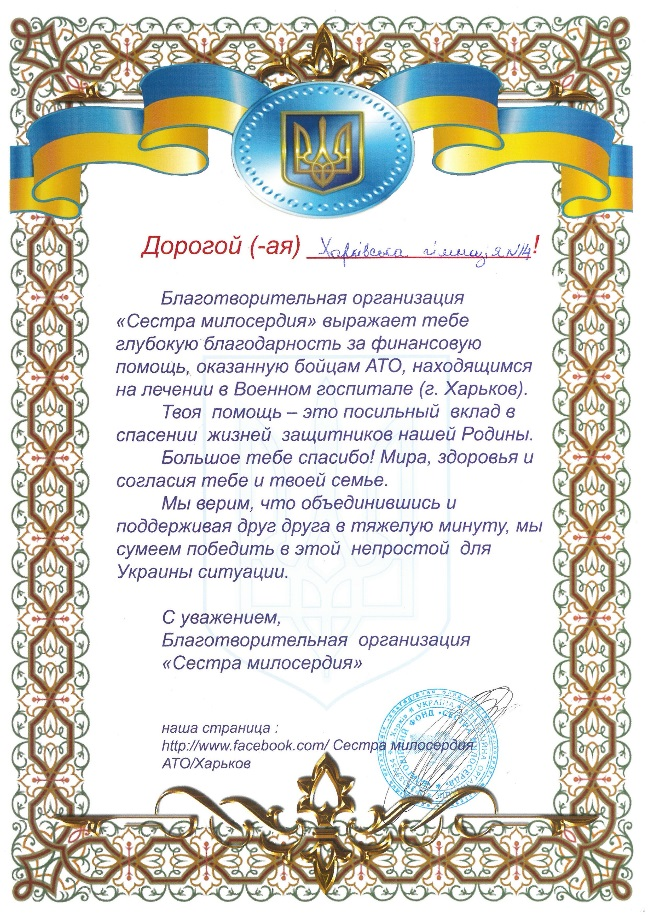 Дорогой (-ая) Харківська гімназія №14!
Благотворительная организация
«Сестра милосердия» выражает тебе
глубокую благодарность за финансовую
помощь, оказанную бойцам АТО, находящимся
на лечении в Военном госпитале (г. Харьков).
Твоя помощь – это посильный вклад в
спасении жизней защитников нашей Родины.
Большое тебе спасибо! Мира, здоровья и
согласия тебе и твоей семье.
Мы верим, что объединившись и
поддерживая друг друга в тяжелую минуту, мы
сумеем победить в этой непростой для
Украины ситуации.
С уважением,
Благотворительная организация
«Сестра милосердия»
наша страница :
http://www.facebook.com/ Сестра милосердия
АТО/Харьков